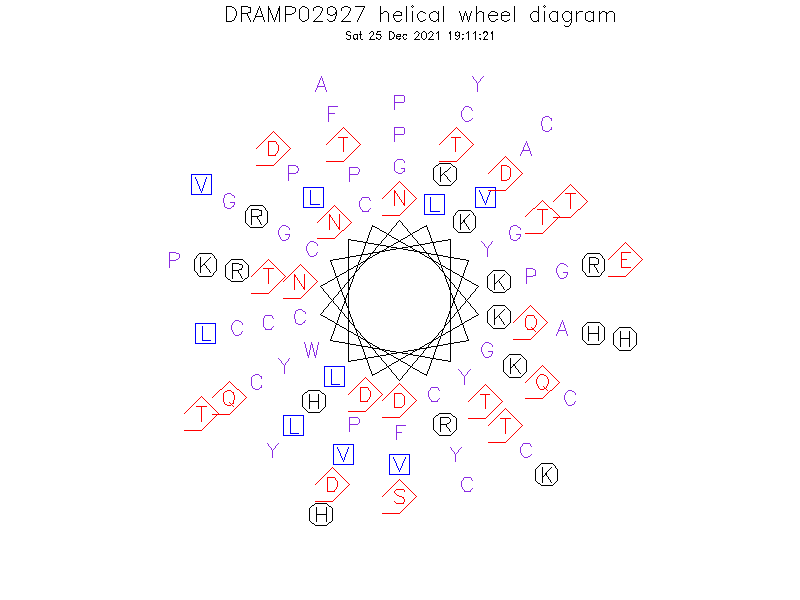 DRAMP02927 helical wheel diagram
Sat 25 Dec 2021 19:11:21
A Y
P
F C
C
P
T T
D A
G
P P K D
V
G L C N L V T
R N K T
G G
C Y
P K R T N K P G R E
L C C C K Q A H H
W G
Y K
C L Y Q
T Q H D D C T C
L P F R T
Y V Y C
V K
D S C
H